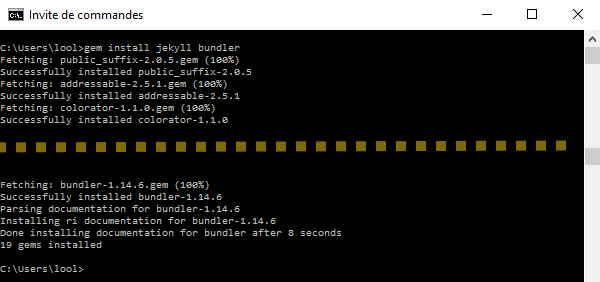 Invite de commandes
C:\Users\lool>gem install jekyll bundler
Fetching: public_suffix-2.0.5.gem (100%)
Successfully installed public_suffix-2.0.5
Fetching: addressable-2.5.1.gem (100%)
Successfully installed addressable-2.5.1
Fetching: colorator-1.1.0.gem (100%)
Successfully installed colorator-1.1.0
Fetching: bundler-1.14.6.gem (100%)
Successfully installed bundler-1.14.6
Parsing documentation for bundler-1.14.6
Installing ri documentation for bundler-1.14.6
Done installing documentation for bundler after 8 seconds
19 gems installed
C:\Users\lool>